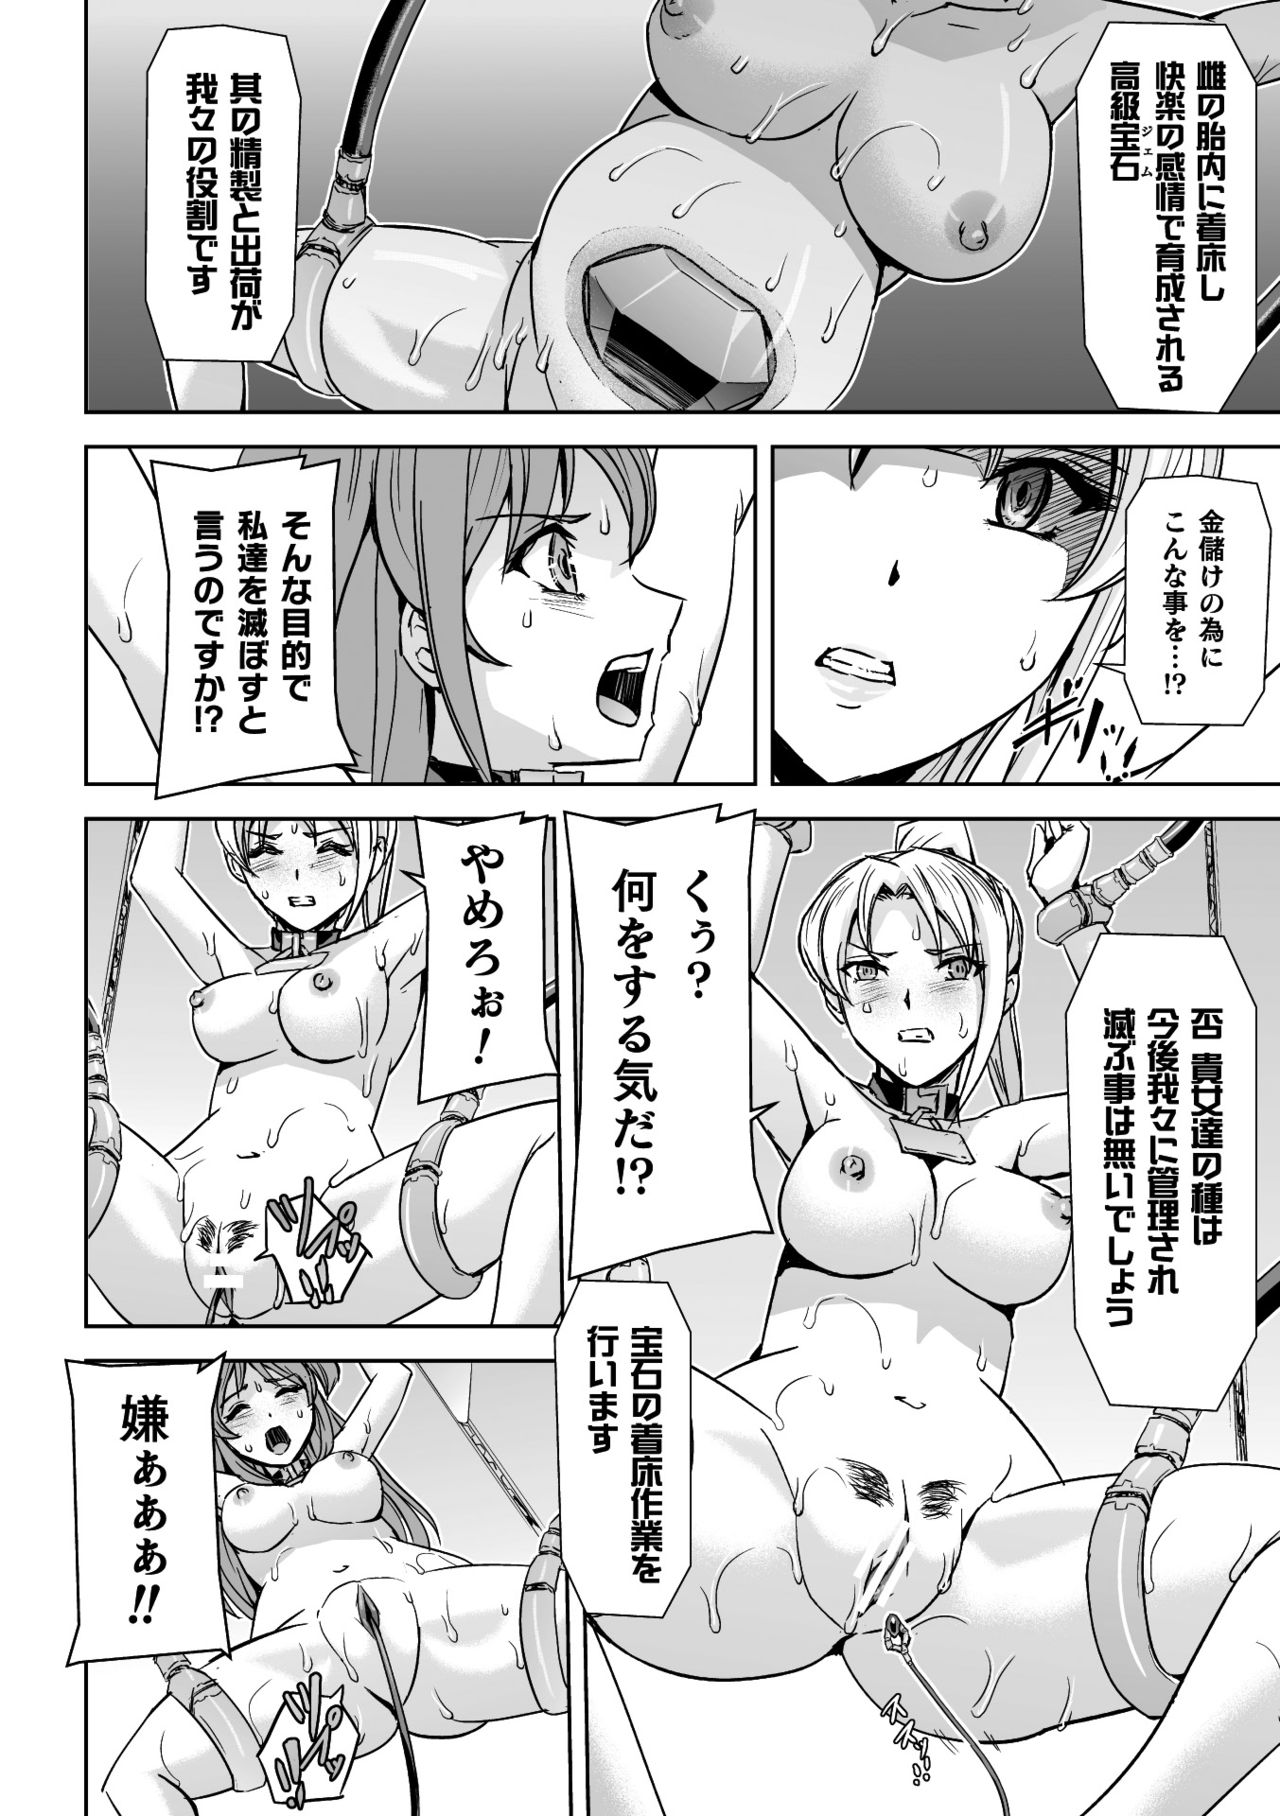 雌の胎内に着床し
快楽の感情で育成される
高級宝石
ジェム
其の精製と出荷が
我々の役割です
金儲けの為に
こんな事を…!?
ギリ…
そんな目的で
私達を滅ぼすと
言うのですか!?
否 貴女達の種は
今後我々に管理され
滅ぶ事は無いでしょう
くぅ?
何をする気だ!?
宝石の着床作業を
行います
やめろぉ!
ヅプッ
嫌ぁぁぁぁ!!
ヅプッ